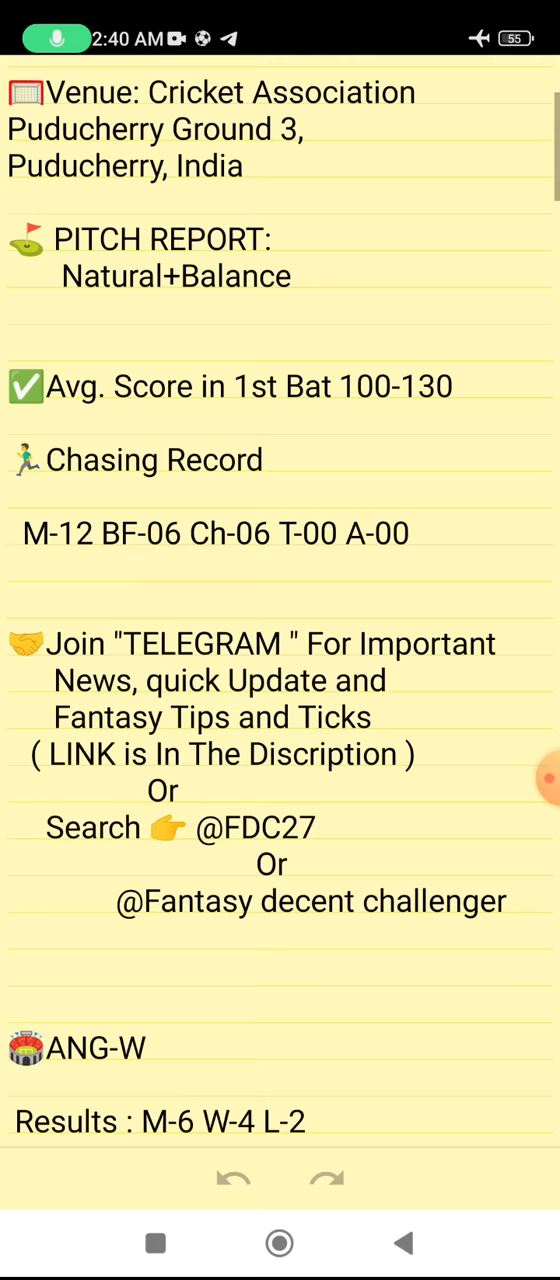 2:40 AM
55
Venue: Cricket Association
Puducherry Ground 3,
Puducherry, India
PITCH REPORT:
Natural+Balance
Avg. Score in 1st Bat 100-130
Chasing Record
M-12 BF-06 Ch-06 T-00 A-00
Join "TELEGRAM " For Important
News, quick Update and
Fantasy Tips and Ticks
( LINK is In The Discription )
Or
Search 👉 @FDC27
Or
@Fantasy decent challenger
ANG-W
Results : M-6 W-4 L-2